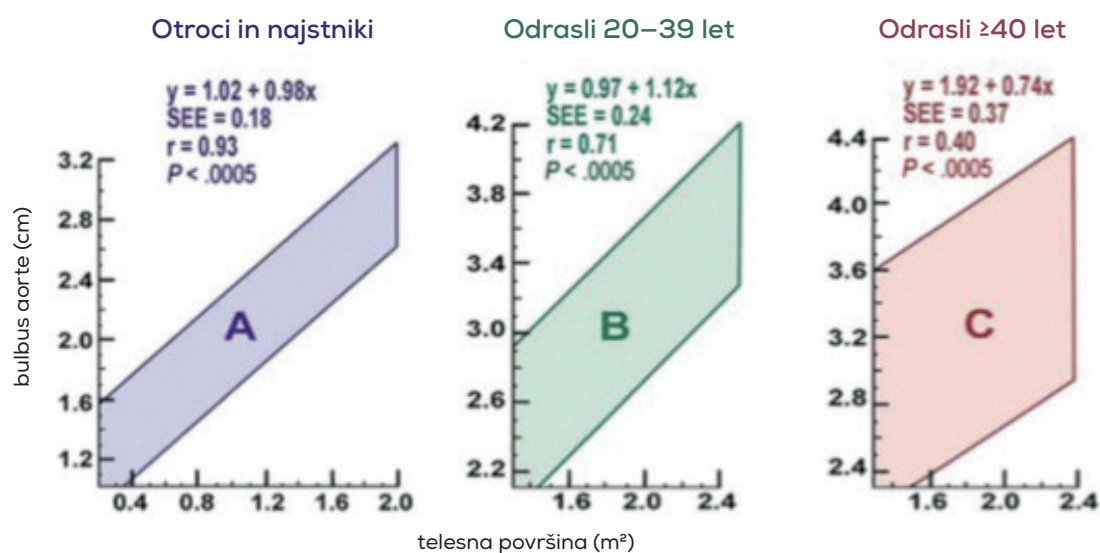 Otroci in najstniki
Odrasli 20–39 let
Odrasli ≥40 let
y = 1.02 + 0.98x
SEE = 0.18
r = 0.93
P < .0005
y = 0.97 + 1.12x
SEE = 0.24
r = 0.71
P < .0005
y = 1.92 + 0.74x
SEE = 0.37
r = 0.40
P < .0005
bulbus aorte (cm)
3.2
2.8
2.4
2.0
1.6
1.2
A
0.4 0.8 1.2 1.6 2.0
4.2
3.8
3.4
3.0
2.6
2.2
B
1.6 2.0 2.4
4.4
4.0
3.6
3.2
2.8
2.4
C
1.6 2.0 2.4
telesna površina (m²)